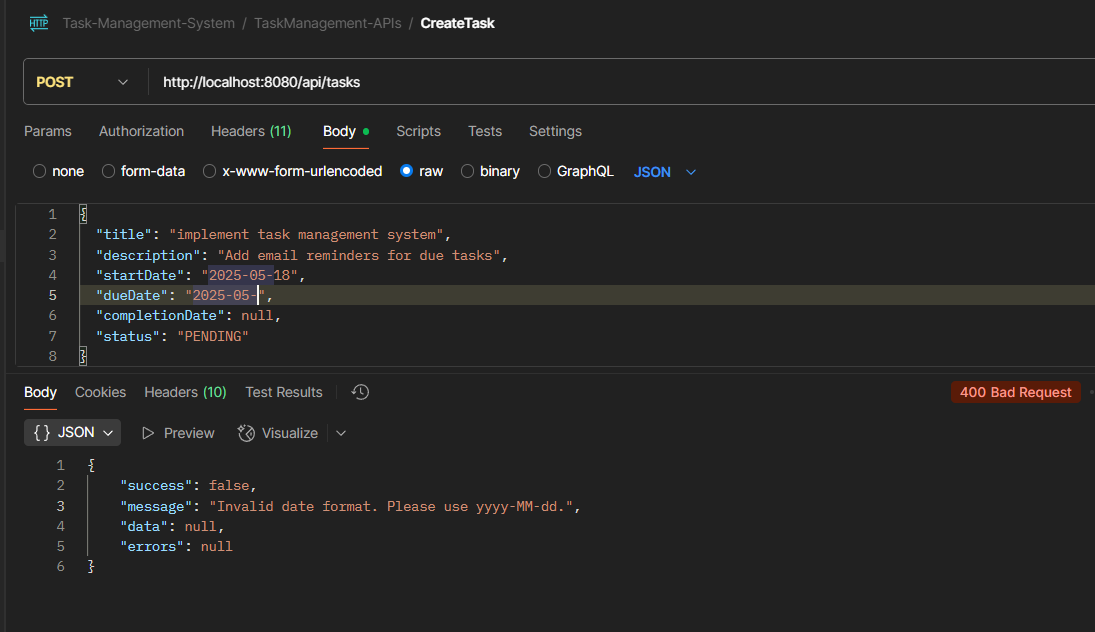 HTTP Task-Management-System / TaskManagement-APIs / CreateTask
POST http://localhost:8080/api/tasks
Params Authorization Headers (11) Body Scripts Tests Settings
none form-data x-www-form-urlencoded raw binary GraphQL JSON
1 {
2 "title": "implement task management system",
3 "description": "Add email reminders for due tasks",
4 "startDate": "2025-05-18",
5 "dueDate": "2025-05-",
6 "completionDate": null,
7 "status": "PENDING"
8 }
Body Cookies Headers (10) Test Results 400 Bad Request
{} JSON Preview Visualize
1 {
2 "success": false,
3 "message": "Invalid date format. Please use yyyy-MM-dd.",
4 "data": null,
5 "errors": null
6 }